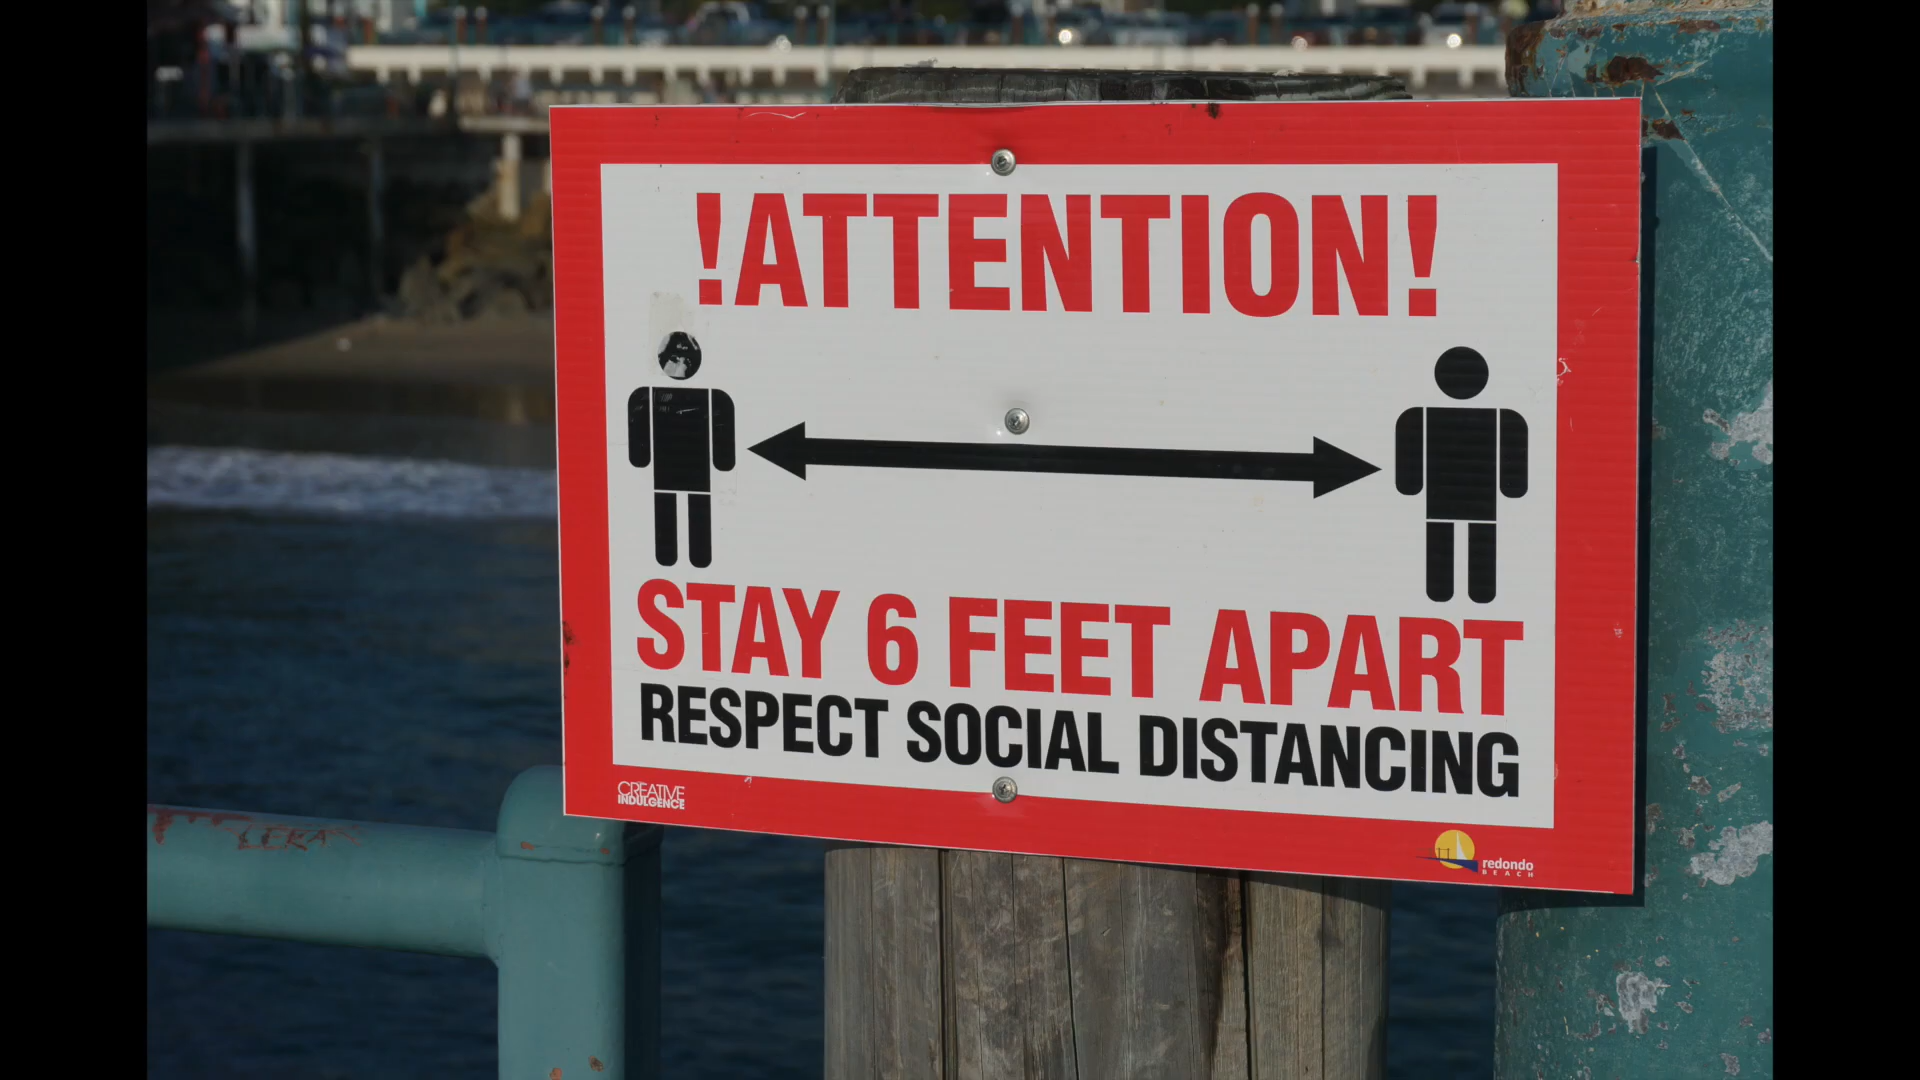 !ATTENTION!
STAY 6 FEET APART
RESPECT SOCIAL DISTANCING
CREATIVE
INDULGENCE
redondo
BEACH